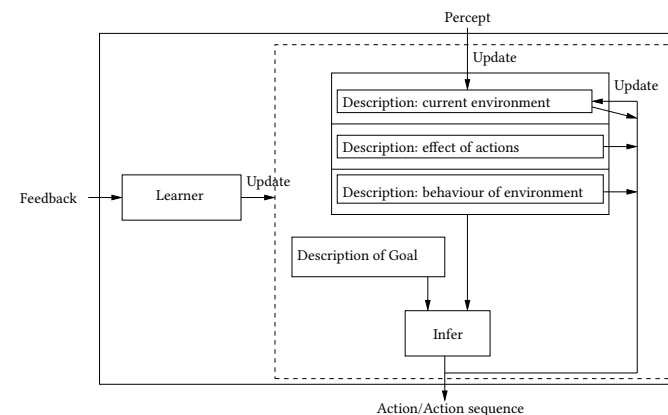 Percept
Update
Update
Description: current environment
Description: effect of actions
Description: behaviour of environment
Feedback
Learner
Update
Description of Goal
Infer
Action/Action sequence